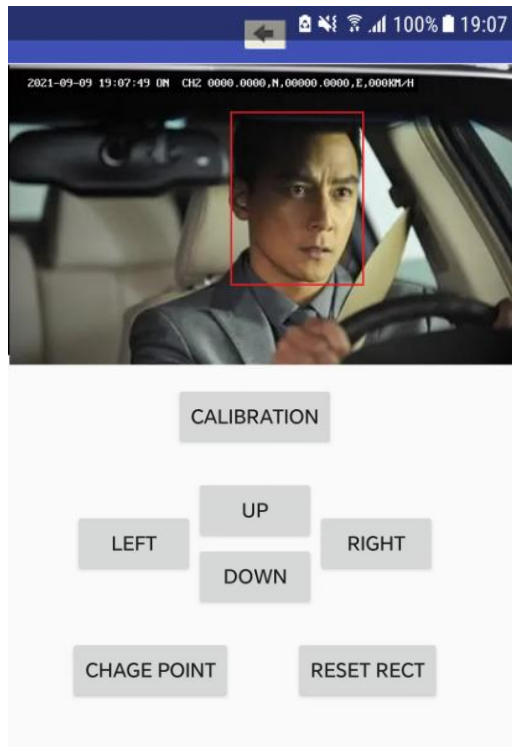 100% 19:07
2021-09-09 19:07:49 ON CH2 0000.0000,N,00000.0000,E,000KM/H
CALIBRATION
UP
LEFT RIGHT
DOWN
CHAGE POINT RESET RECT